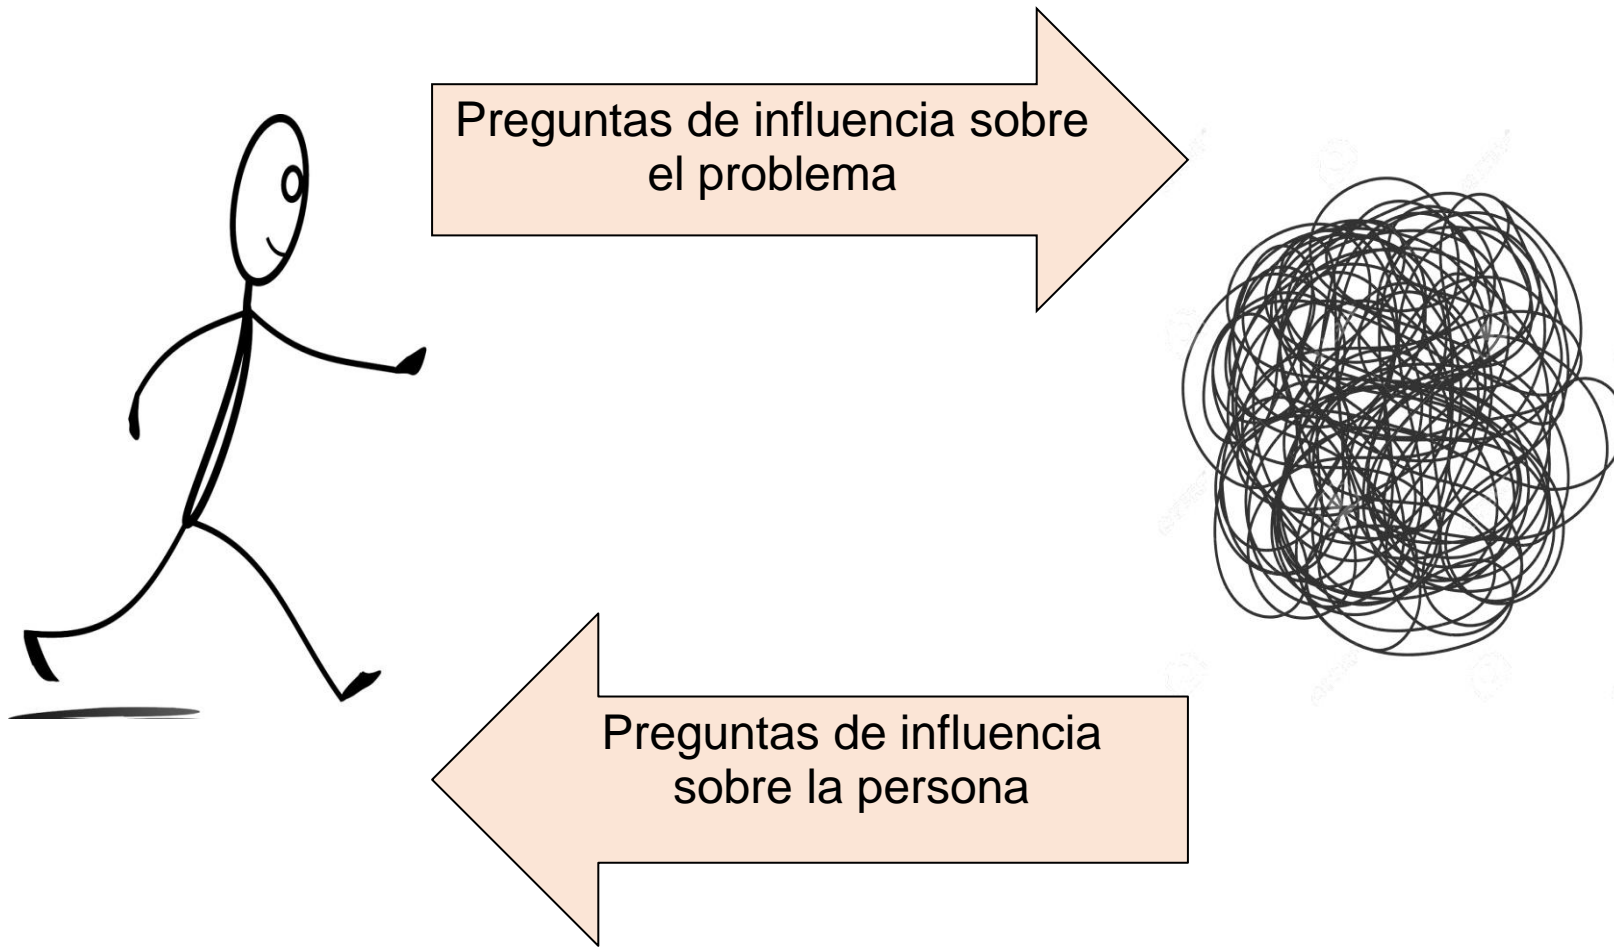 Preguntas de influencia sobre
el problema
Preguntas de influencia
sobre la persona